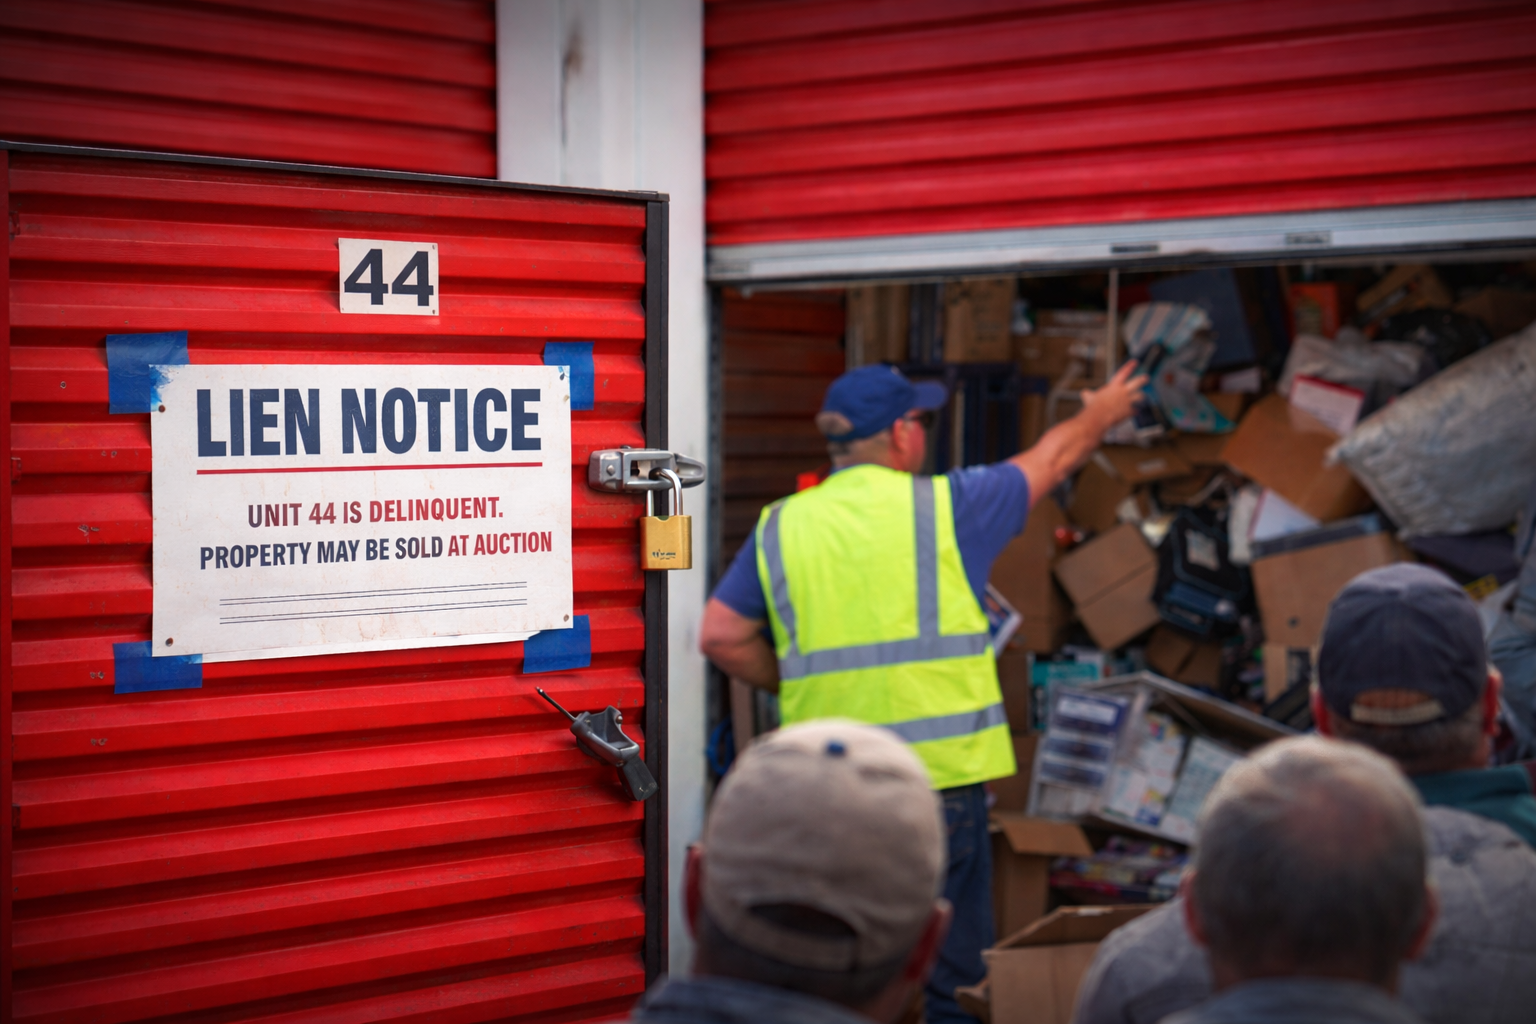 44
LIEN NOTICE
UNIT 44 IS DELINQUENT.
PROPERTY MAY BE SOLD AT AUCTION